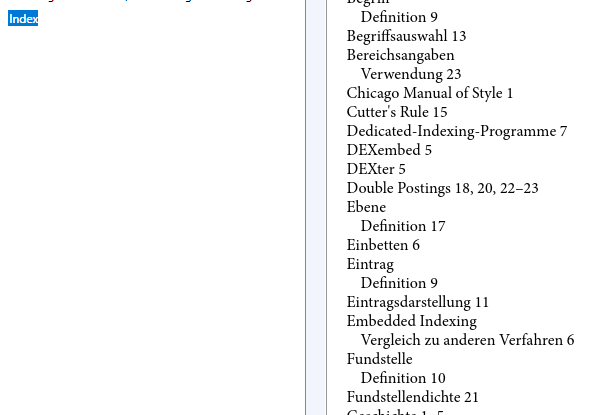 Index
Begriff
Definition 9
Begriffsauswahl 13
Bereichsangaben
Verwendung 23
Chicago Manual of Style 1
Cutter's Rule 15
Dedicated-Indexing-Programme 7
DEXembed 5
DEXter 5
Double Postings 18, 20, 22–23
Ebene
Definition 17
Einbetten 6
Eintrag
Definition 9
Eintragsdarstellung 11
Embedded Indexing
Vergleich zu anderen Verfahren 6
Fundstelle
Definition 10
Fundstellendichte 21